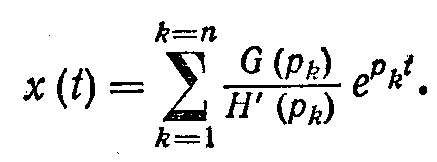 x (t) = \sum_{k=1}^{k=n} \frac{G (p_k)}{H' (p_k)} e^{p_k t}.